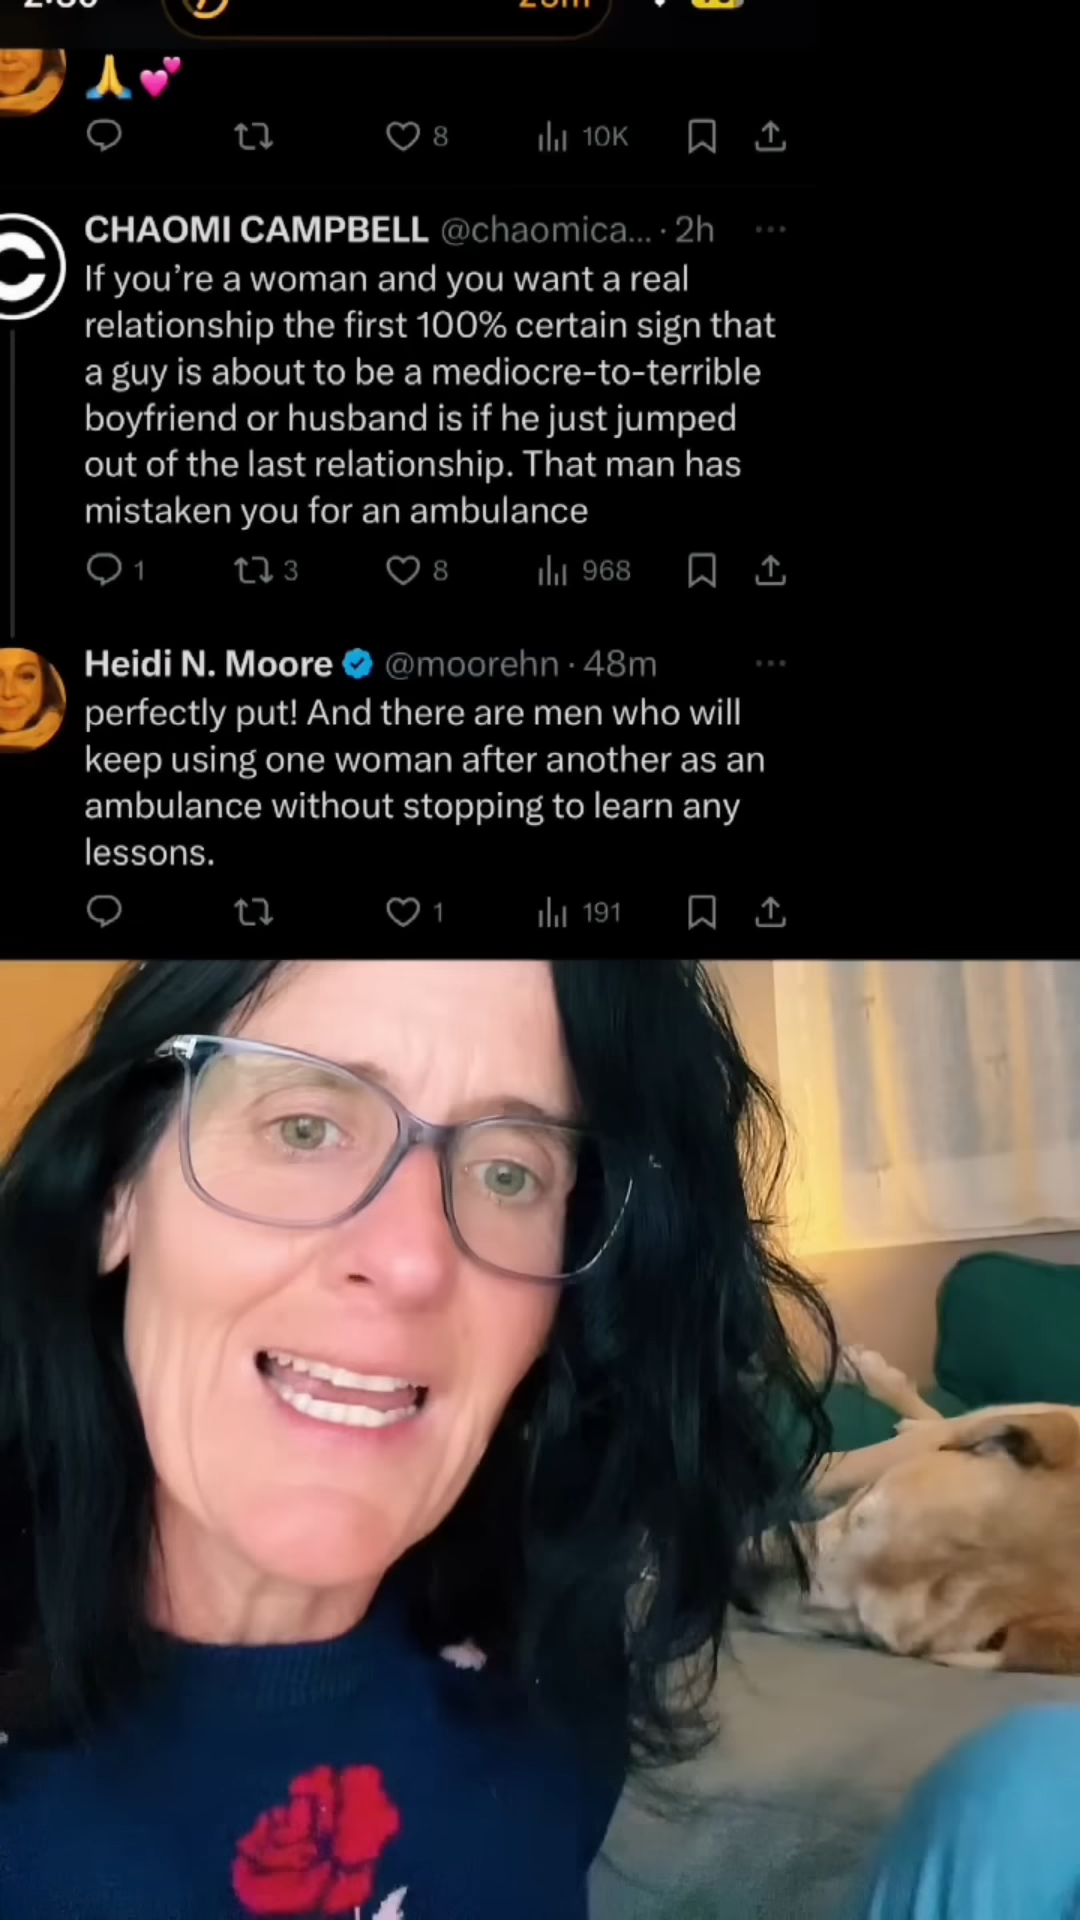 8 10K
CHAOMI CAMPBELL @chaomica... · 2h
If you’re a woman and you want a real
relationship the first 100% certain sign that
a guy is about to be a mediocre-to-terrible
boyfriend or husband is if he just jumped
out of the last relationship. That man has
mistaken you for an ambulance
1 3 8 968
Heidi N. Moore @moorehn · 48m
perfectly put! And there are men who will
keep using one woman after another as an
ambulance without stopping to learn any
lessons.
1 191